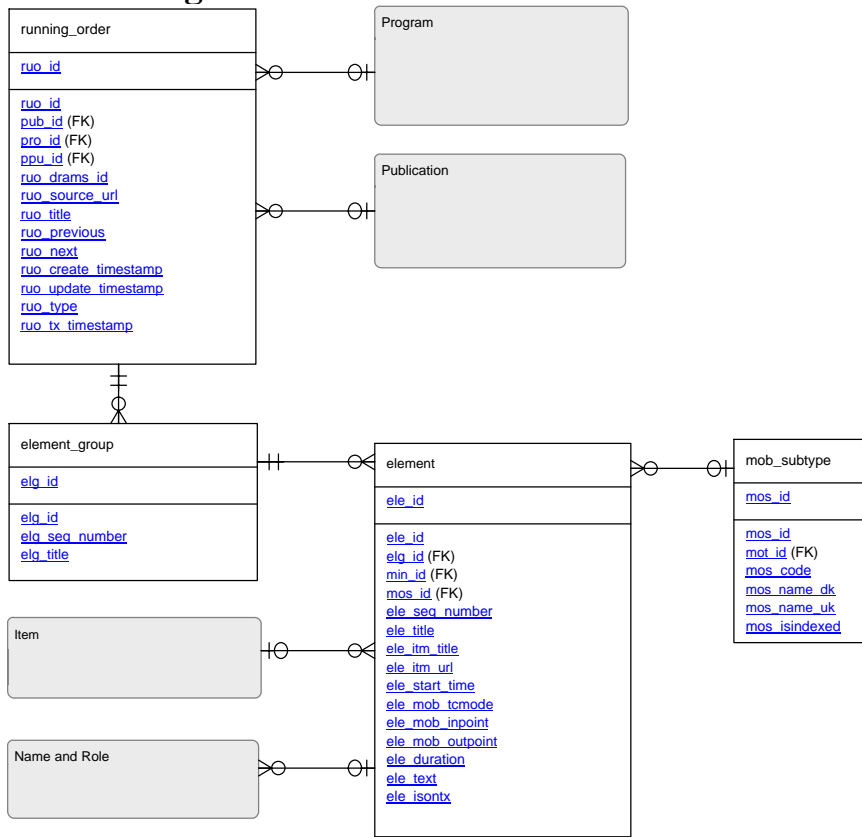 running_order
ruo_id
ruo_id
pub_id (FK)
pro_id (FK)
ppu_id (FK)
ruo_drams_id
ruo_source_url
ruo_title
ruo_previous
ruo_next
ruo_create_timestamp
ruo_update_timestamp
ruo_type
ruo_tx_timestamp
Program
Publication
element_group
elg_id
elg_id
elg_seq_number
elg_title
element
ele_id
ele_id
elg_id (FK)
min_id (FK)
mos_id (FK)
ele_seq_number
ele_title
ele_itm_title
ele_itm_url
ele_start_time
ele_mob_tcmode
ele_mob_inpoint
ele_mob_outpoint
ele_duration
ele_text
ele_isontx
mob_subtype
mos_id
mos_id
mot_id (FK)
mos_code
mos_name_dk
mos_name_uk
mos_isindexed
Item
Name and Role